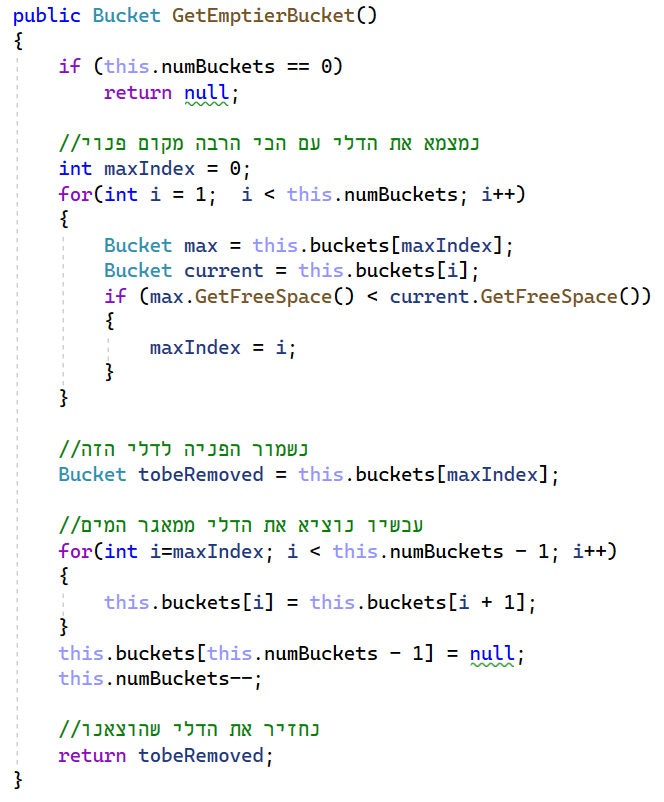 public Bucket GetEmptierBucket()
{
if (this.numBuckets == 0)
return null;
//נמצמא את הדלי עם הכי הרבה מקום פנוי
int maxIndex = 0;
for(int i = 1;  i < this.numBuckets; i++)
{
Bucket max = this.buckets[maxIndex];
Bucket current = this.buckets[i];
if (max.GetFreeSpace() < current.GetFreeSpace())
{
maxIndex = i;
}
}
//נשמור הפניה לדלי הזה
Bucket tobeRemoved = this.buckets[maxIndex];
//עכשיו נוציא את הדלי ממאגר המים
for(int i=maxIndex; i < this.numBuckets - 1; i++)
{
this.buckets[i] = this.buckets[i + 1];
}
this.buckets[this.numBuckets - 1] = null;
this.numBuckets--;
//נחזיר את הדלי שהוצאנו
return tobeRemoved;
}